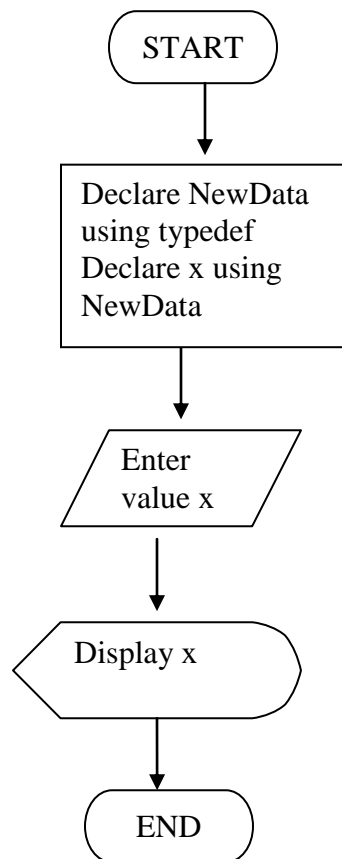 START
Declare NewData
using typedef
Declare x using
NewData
Enter
value x
Display x
END